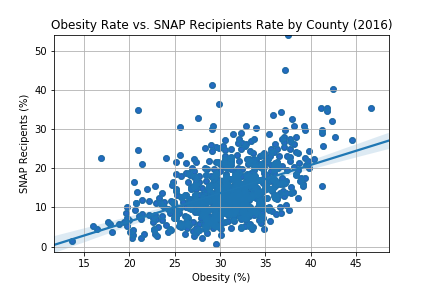 Obesity Rate vs. SNAP Recipients Rate by County (2016)
50
40
30
20
10
0
SNAP Recipients (%)
15 20 25 30 35 40 45
Obesity (%)